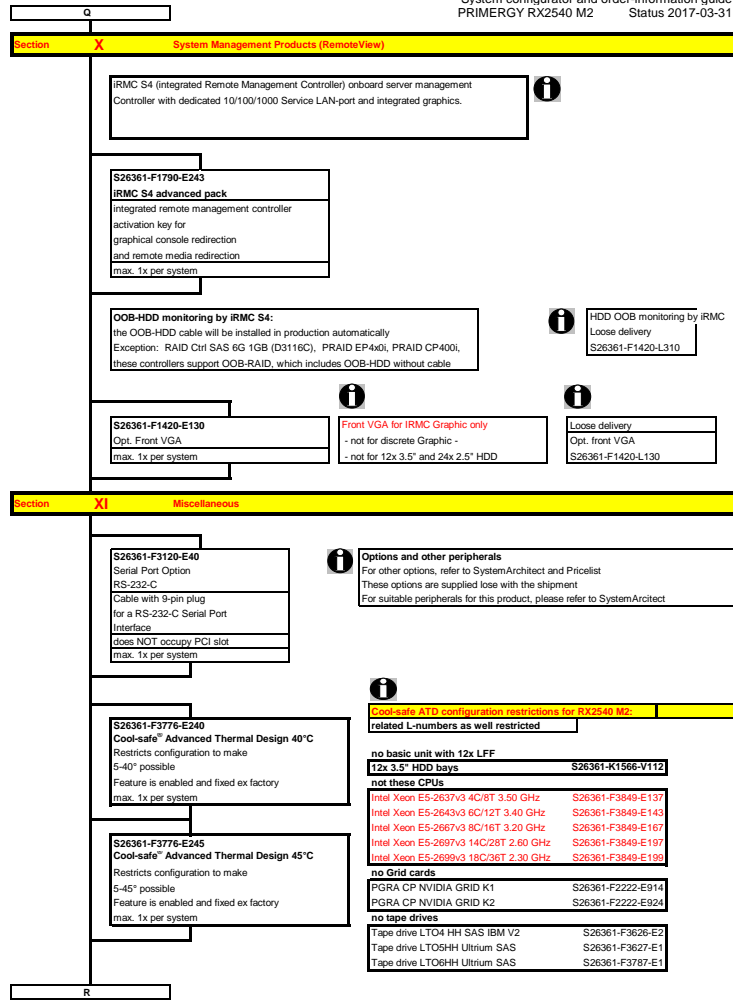 System configurator and order-information guide
PRIMERGY RX2540 M2 Status 2017-03-31
Q
Section X System Management Products (RemoteView)
iRMC S4 (integrated Remote Management Controller) onboard server management
Controller with dedicated 10/100/1000 Service LAN-port and integrated graphics.
S26361-F1790-E243
iRMC S4 advanced pack
integrated remote management controller
activation key for
graphical console redirection
and remote media redirection
max. 1x per system
OOB-HDD monitoring by iRMC S4:
the OOB-HDD cable will be installed in production automatically
Exception: RAID Ctrl SAS 6G 1GB (D3116C), PRAID EP4x0i, PRAID CP400i,
these controllers support OOB-RAID, which includes OOB-HDD without cable
HDD OOB monitoring by iRMC
Loose delivery
S26361-F1420-L310
S26361-F1420-E130
Opt. Front VGA
max. 1x per system
Front VGA for IRMC Graphic only
- not for discrete Graphic -
- not for 12x 3.5" and 24x 2.5" HDD
Loose delivery
Opt. front VGA
S26361-F1420-L130
Section XI Miscellaneous
S26361-F3120-E40
Serial Port Option
RS-232-C
Cable with 9-pin plug
for a RS-232-C Serial Port
Interface
does NOT occupy PCI slot
max. 1x per system
Options and other peripherals
For other options, refer to SystemArchitect and Pricelist
These options are supplied lose with the shipment
For suitable peripherals for this product, please refer to SystemArcitect
S26361-F3776-E240
Cool-safe® Advanced Thermal Design 40°C
Restricts configuration to make
5-40° possible
Feature is enabled and fixed ex factory
max. 1x per system
S26361-F3776-E245
Cool-safe® Advanced Thermal Design 45°C
Restricts configuration to make
5-45° possible
Feature is enabled and fixed ex factory
max. 1x per system
Cool-safe ATD configuration restrictions for RX2540 M2:
related L-numbers as well restricted
no basic unit with 12x LFF
12x 3.5" HDD bays S26361-K1566-V112
not these CPUs
Intel Xeon E5-2637v3 4C/8T 3.50 GHz S26361-F3849-E137
Intel Xeon E5-2643v3 6C/12T 3.40 GHz S26361-F3849-E143
Intel Xeon E5-2667v3 8C/16T 3.20 GHz S26361-F3849-E167
Intel Xeon E5-2697v3 14C/28T 2.60 GHz S26361-F3849-E197
Intel Xeon E5-2699v3 18C/36T 2.30 GHz S26361-F3849-E199
no Grid cards
PGRA CP NVIDIA GRID K1 S26361-F2222-E914
PGRA CP NVIDIA GRID K2 S26361-F2222-E924
no tape drives
Tape drive LTO4 HH SAS IBM V2 S26361-F3626-E2
Tape drive LTO5HH Ultrium SAS S26361-F3627-E1
Tape drive LTO6HH Ultrium SAS S26361-F3787-E1
R